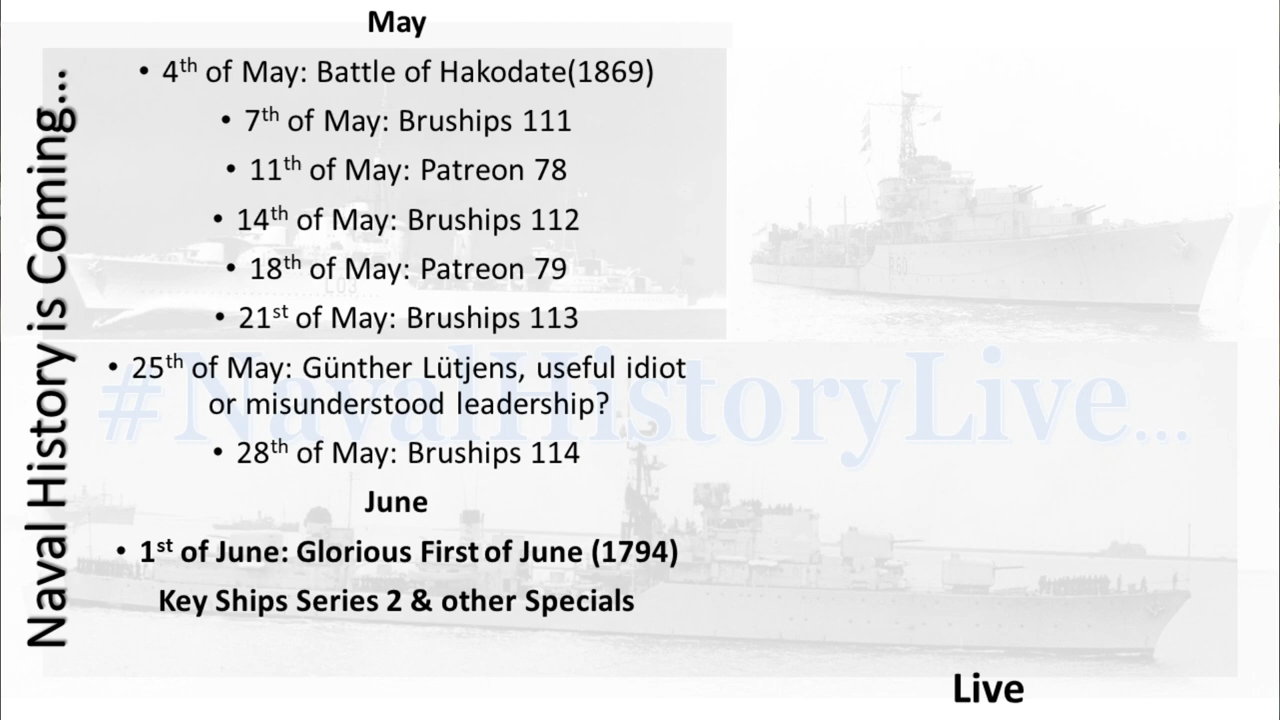 May
• 4th of May: Battle of Hakodate(1869)
• 7th of May: Bruships 111
• 11th of May: Patreon 78
• 14th of May: Bruships 112
• 18th of May: Patreon 79
• 21st of May: Bruships 113
• 25th of May: Günther Lütjens, useful idiot
or misunderstood leadership?
• 28th of May: Bruships 114
June
• 1st of June: Glorious First of June (1794)
Key Ships Series 2 & other Specials
Naval History is Coming...
#NavalHistoryLive...
L03
R60
Live